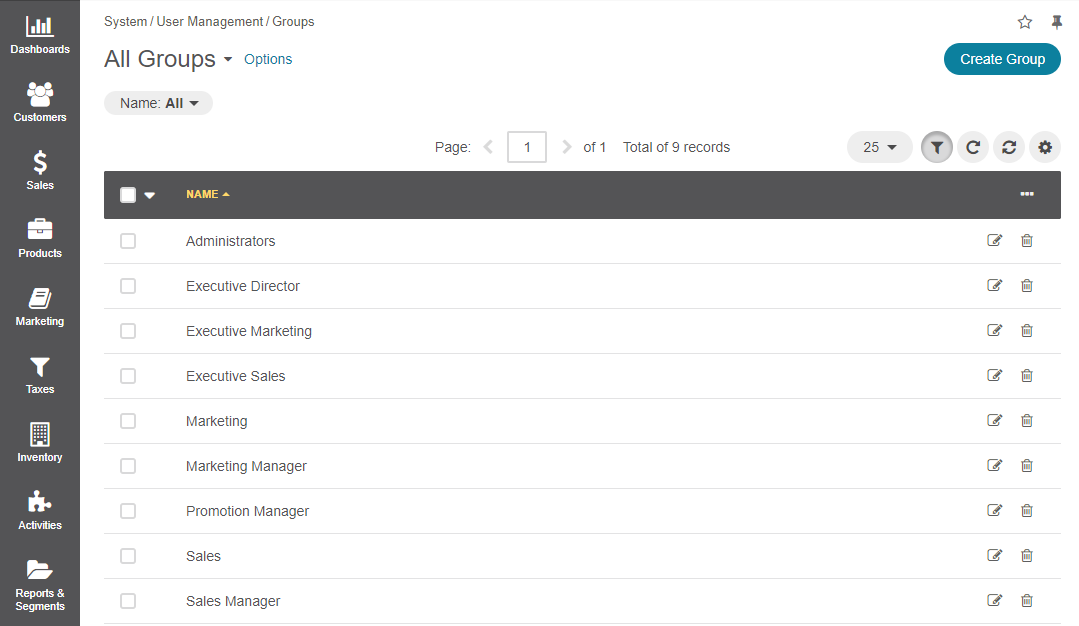 Dashboards
Customers
Sales
Products
Marketing
Taxes
Inventory
Activities
Reports &
Segments
System / User Management / Groups
All Groups Options
Create Group
Name: All
Page: 1 of 1 Total of 9 records 25
NAME
Administrators
Executive Director
Executive Marketing
Executive Sales
Marketing
Marketing Manager
Promotion Manager
Sales
Sales Manager